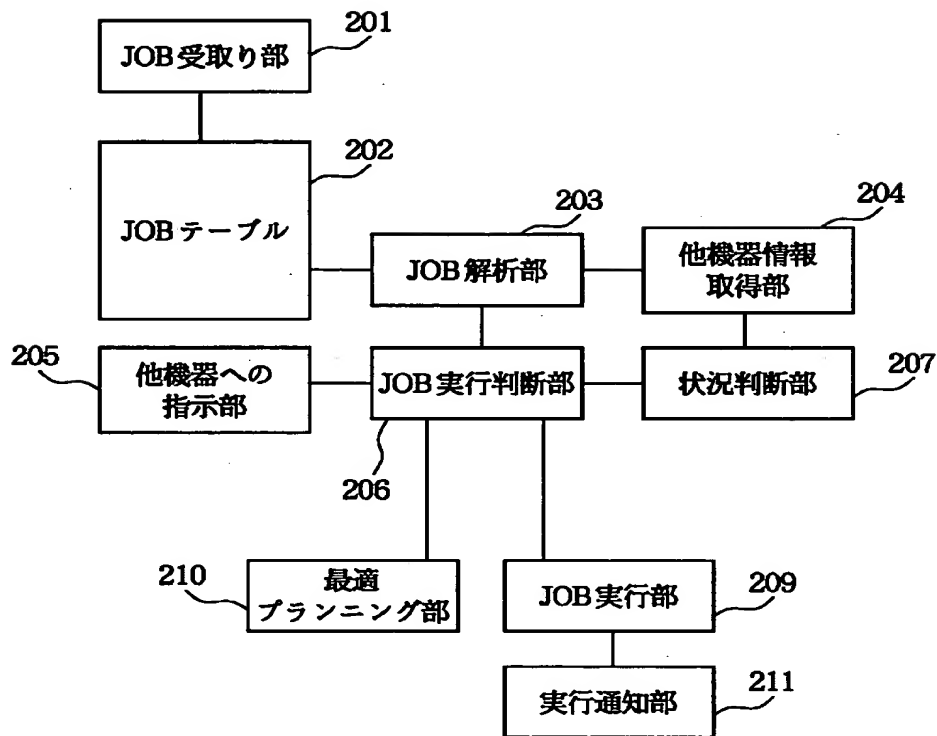 201
JOB受取り部
202
JOBテーブル
203
JOB解析部
204
他機器情報
取得部
205
他機器への
指示部
JOB実行判断部
206
状況判断部
207
210
最適
プランニング部
JOB実行部
209
実行通知部
211